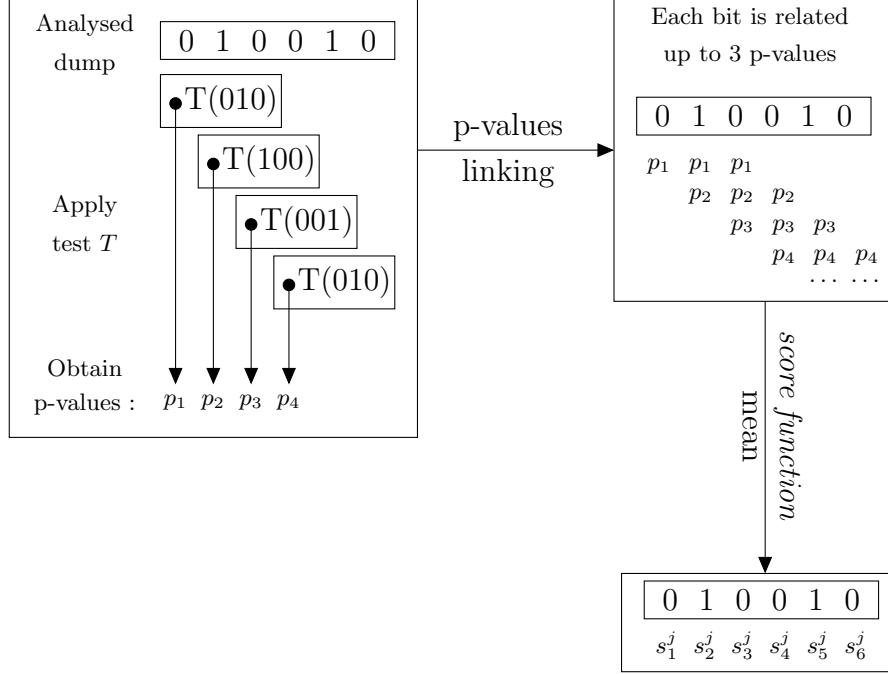 Analysed
dump
0 1 0 0 1 0
T(010)
T(100)
Apply
test T
T(001)
T(010)
Obtain
p-values :
p₁ p₂ p₃ p₄
p-values
linking
Each bit is related
up to 3 p-values
0 1 0 0 1 0
p₁ p₁ p₁
p₂ p₂ p₂
p₃ p₃ p₃
p₄ p₄ p₄
... ...
score function
mean
0 1 0 0 1 0
s₁ʲ s₂ʲ s₃ʲ s₄ʲ s₅ʲ s₆ʲ